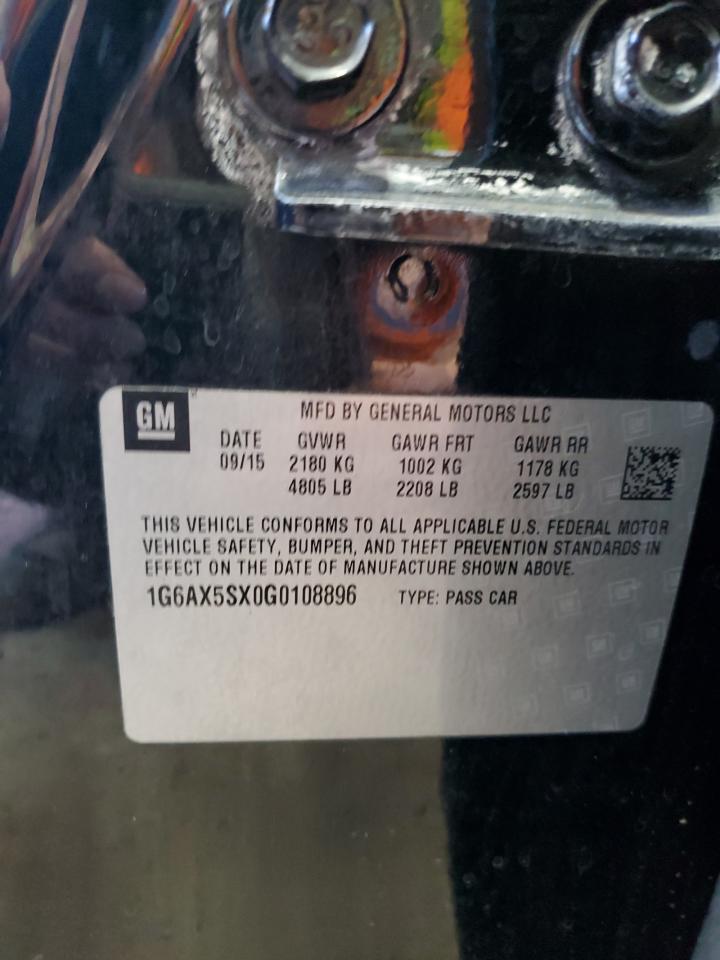 GM
MFD BY GENERAL MOTORS LLC
DATE GVWR GAWR FRT GAWR RR
09/15 2180 KG 1002 KG 1178 KG
4805 LB 2208 LB 2597 LB
THIS VEHICLE CONFORMS TO ALL APPLICABLE U.S. FEDERAL MOTOR
VEHICLE SAFETY, BUMPER, AND THEFT PREVENTION STANDARDS IN
EFFECT ON THE DATE OF MANUFACTURE SHOWN ABOVE.
1G6AX5SX0G0108896 TYPE: PASS CAR